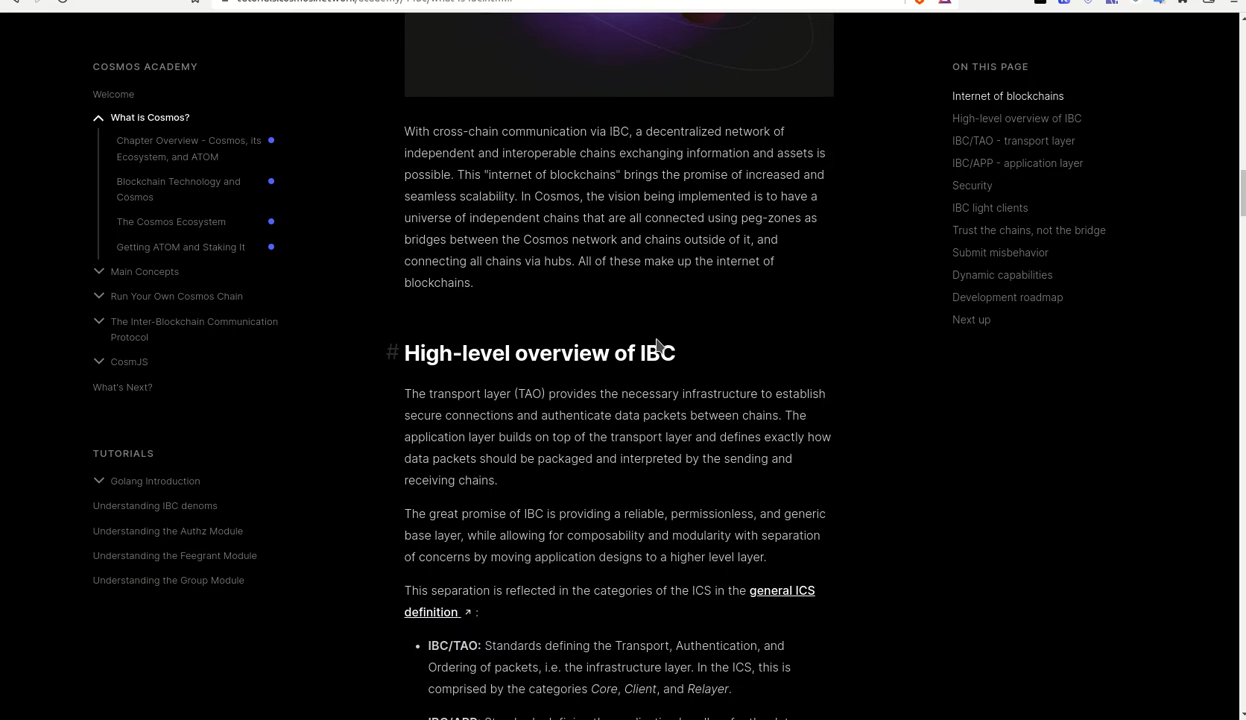 COSMOS ACADEMY
Welcome
What is Cosmos?
Chapter Overview - Cosmos, its
Ecosystem, and ATOM
Blockchain Technology and
Cosmos
The Cosmos Ecosystem
Getting ATOM and Staking It
Main Concepts
Run Your Own Cosmos Chain
The Inter-Blockchain Communication
Protocol
CosmJS
What's Next?
TUTORIALS
Golang Introduction
Understanding IBC denoms
Understanding the Authz Module
Understanding the Feegrant Module
Understanding the Group Module
With cross-chain communication via IBC, a decentralized network of
independent and interoperable chains exchanging information and assets is
possible. This "internet of blockchains" brings the promise of increased and
seamless scalability. In Cosmos, the vision being implemented is to have a
universe of independent chains that are all connected using peg-zones as
bridges between the Cosmos network and chains outside of it, and
connecting all chains via hubs. All of these make up the internet of
blockchains.
# High-level overview of IBC
The transport layer (TAO) provides the necessary infrastructure to establish
secure connections and authenticate data packets between chains. The
application layer builds on top of the transport layer and defines exactly how
data packets should be packaged and interpreted by the sending and
receiving chains.
The great promise of IBC is providing a reliable, permissionless, and generic
base layer, while allowing for composability and modularity with separation
of concerns by moving application designs to a higher level layer.
This separation is reflected in the categories of the ICS in the general ICS
definition ↗ :
• IBC/TAO: Standards defining the Transport, Authentication, and
Ordering of packets, i.e. the infrastructure layer. In the ICS, this is
comprised by the categories Core, Client, and Relayer.
ON THIS PAGE
Internet of blockchains
High-level overview of IBC
IBC/TAO - transport layer
IBC/APP - application layer
Security
IBC light clients
Trust the chains, not the bridge
Submit misbehavior
Dynamic capabilities
Development roadmap
Next up